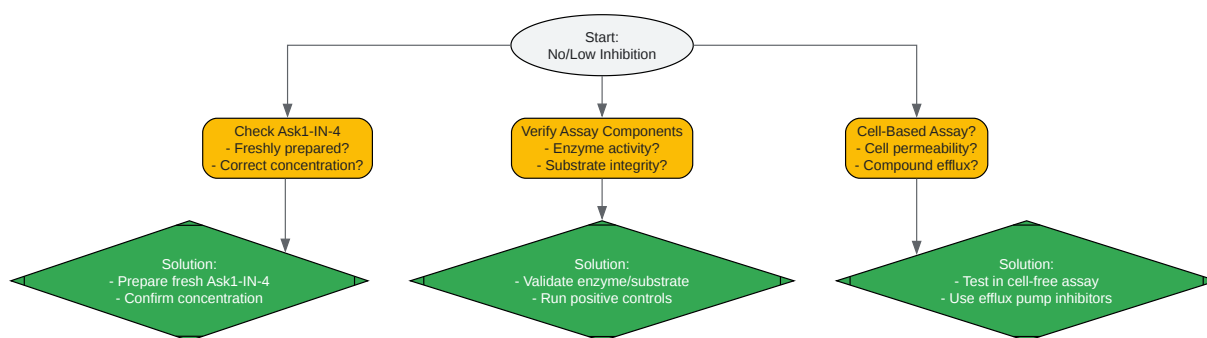 Start:
No/Low Inhibition
Check Ask1-IN-4
- Freshly prepared?
- Correct concentration?
Verify Assay Components
- Enzyme activity?
- Substrate integrity?
Cell-Based Assay?
- Cell permeability?
- Compound efflux?
Solution:
- Prepare fresh Ask1-IN-4
- Confirm concentration
Solution:
- Validate enzyme/substrate
- Run positive controls
Solution:
- Test in cell-free assay
- Use efflux pump inhibitors